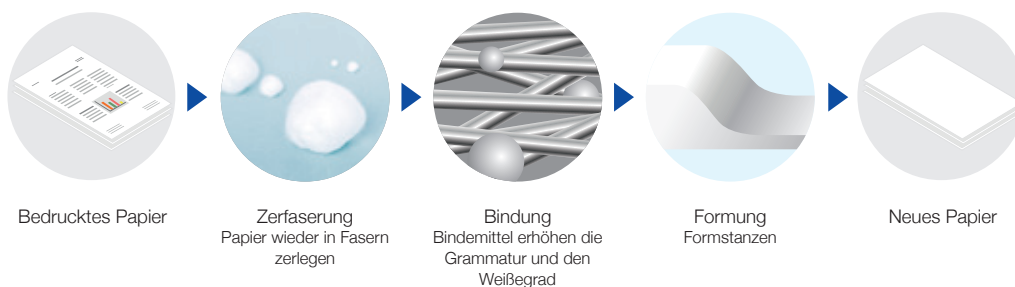 Bedrucktes Papier
Zerfaserung
Papier wieder in Fasern
zerlegen
Bindung
Bindemittel erhöhen die
Grammatur und den
Weißegrad
Formung
Formstanzen
Neues Papier